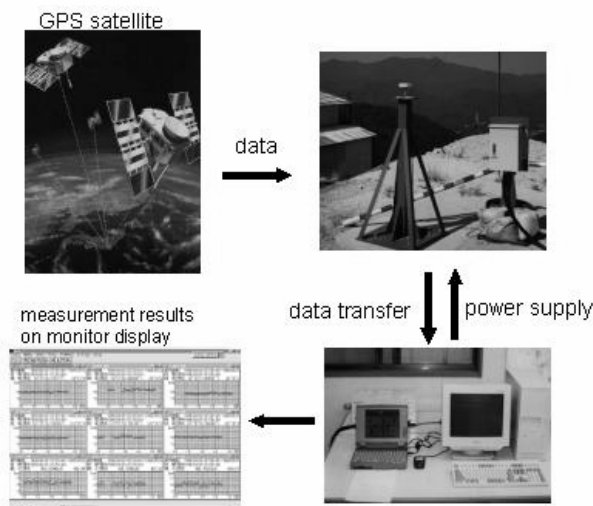 GPS satellite
data
data transfer
power supply
measurement results
on monitor display